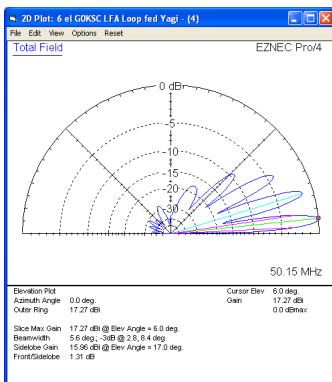 2D Plot: 6 el G0KSC LFA Loop fed Yagi - (4)
File Edit View Options Reset
Total Field
EZNEC Pro/4
0 dB
-5
-10
-15
-20
-30
50.15 MHz
Elevation Plot
Azimuth Angle 0.0 deg.
Outer Ring 17.27 dBi
Cursor Elev 6.0 deg.
Gain 17.27 dBi
0.0 dBmax
Slice Max Gain 17.27 dBi @ Elev Angle = 6.0 deg.
Beamwidth 5.6 deg.; -3dB @ 2.8, 8.4 deg.
Sidelobe Gain 15.96 dBi @ Elev Angle = 17.0 deg.
Front/Sidelobe 1.31 dB